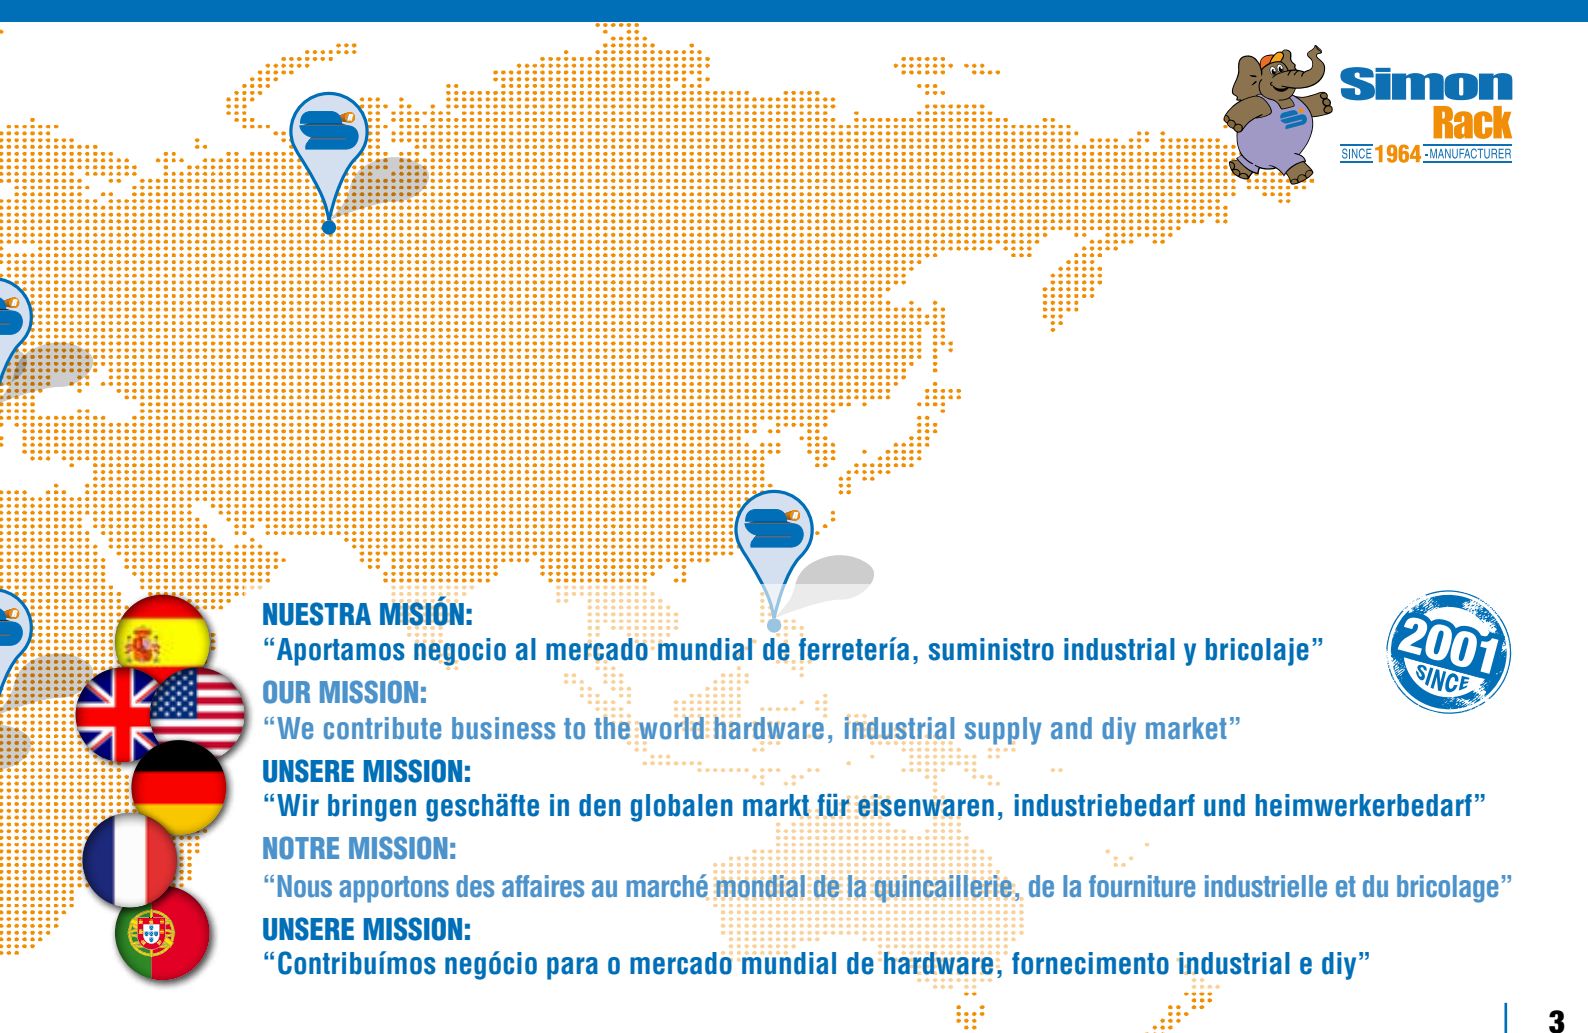 Simon
Rack
SINCE 1964 -MANUFACTURER
NUESTRA MISIÓN:
“Aportamos negocio al mercado mundial de ferretería, suministro industrial y bricolaje”
OUR MISSION:
“We contribute business to the world hardware, industrial supply and diy market”
UNSERE MISSION:
“Wir bringen geschäfte in den globalen markt für eisenwaren, industriebedarf und heimwerkerbedarf”
NOTRE MISSION:
“Nous apportons des affaires au marché mondial de la quincaillerie, de la fourniture industrielle et du bricolage”
UNSERE MISSION:
“Contribuímos negócio para o mercado mundial de hardware, fornecimento industrial e diy”
2001
SINCE
3